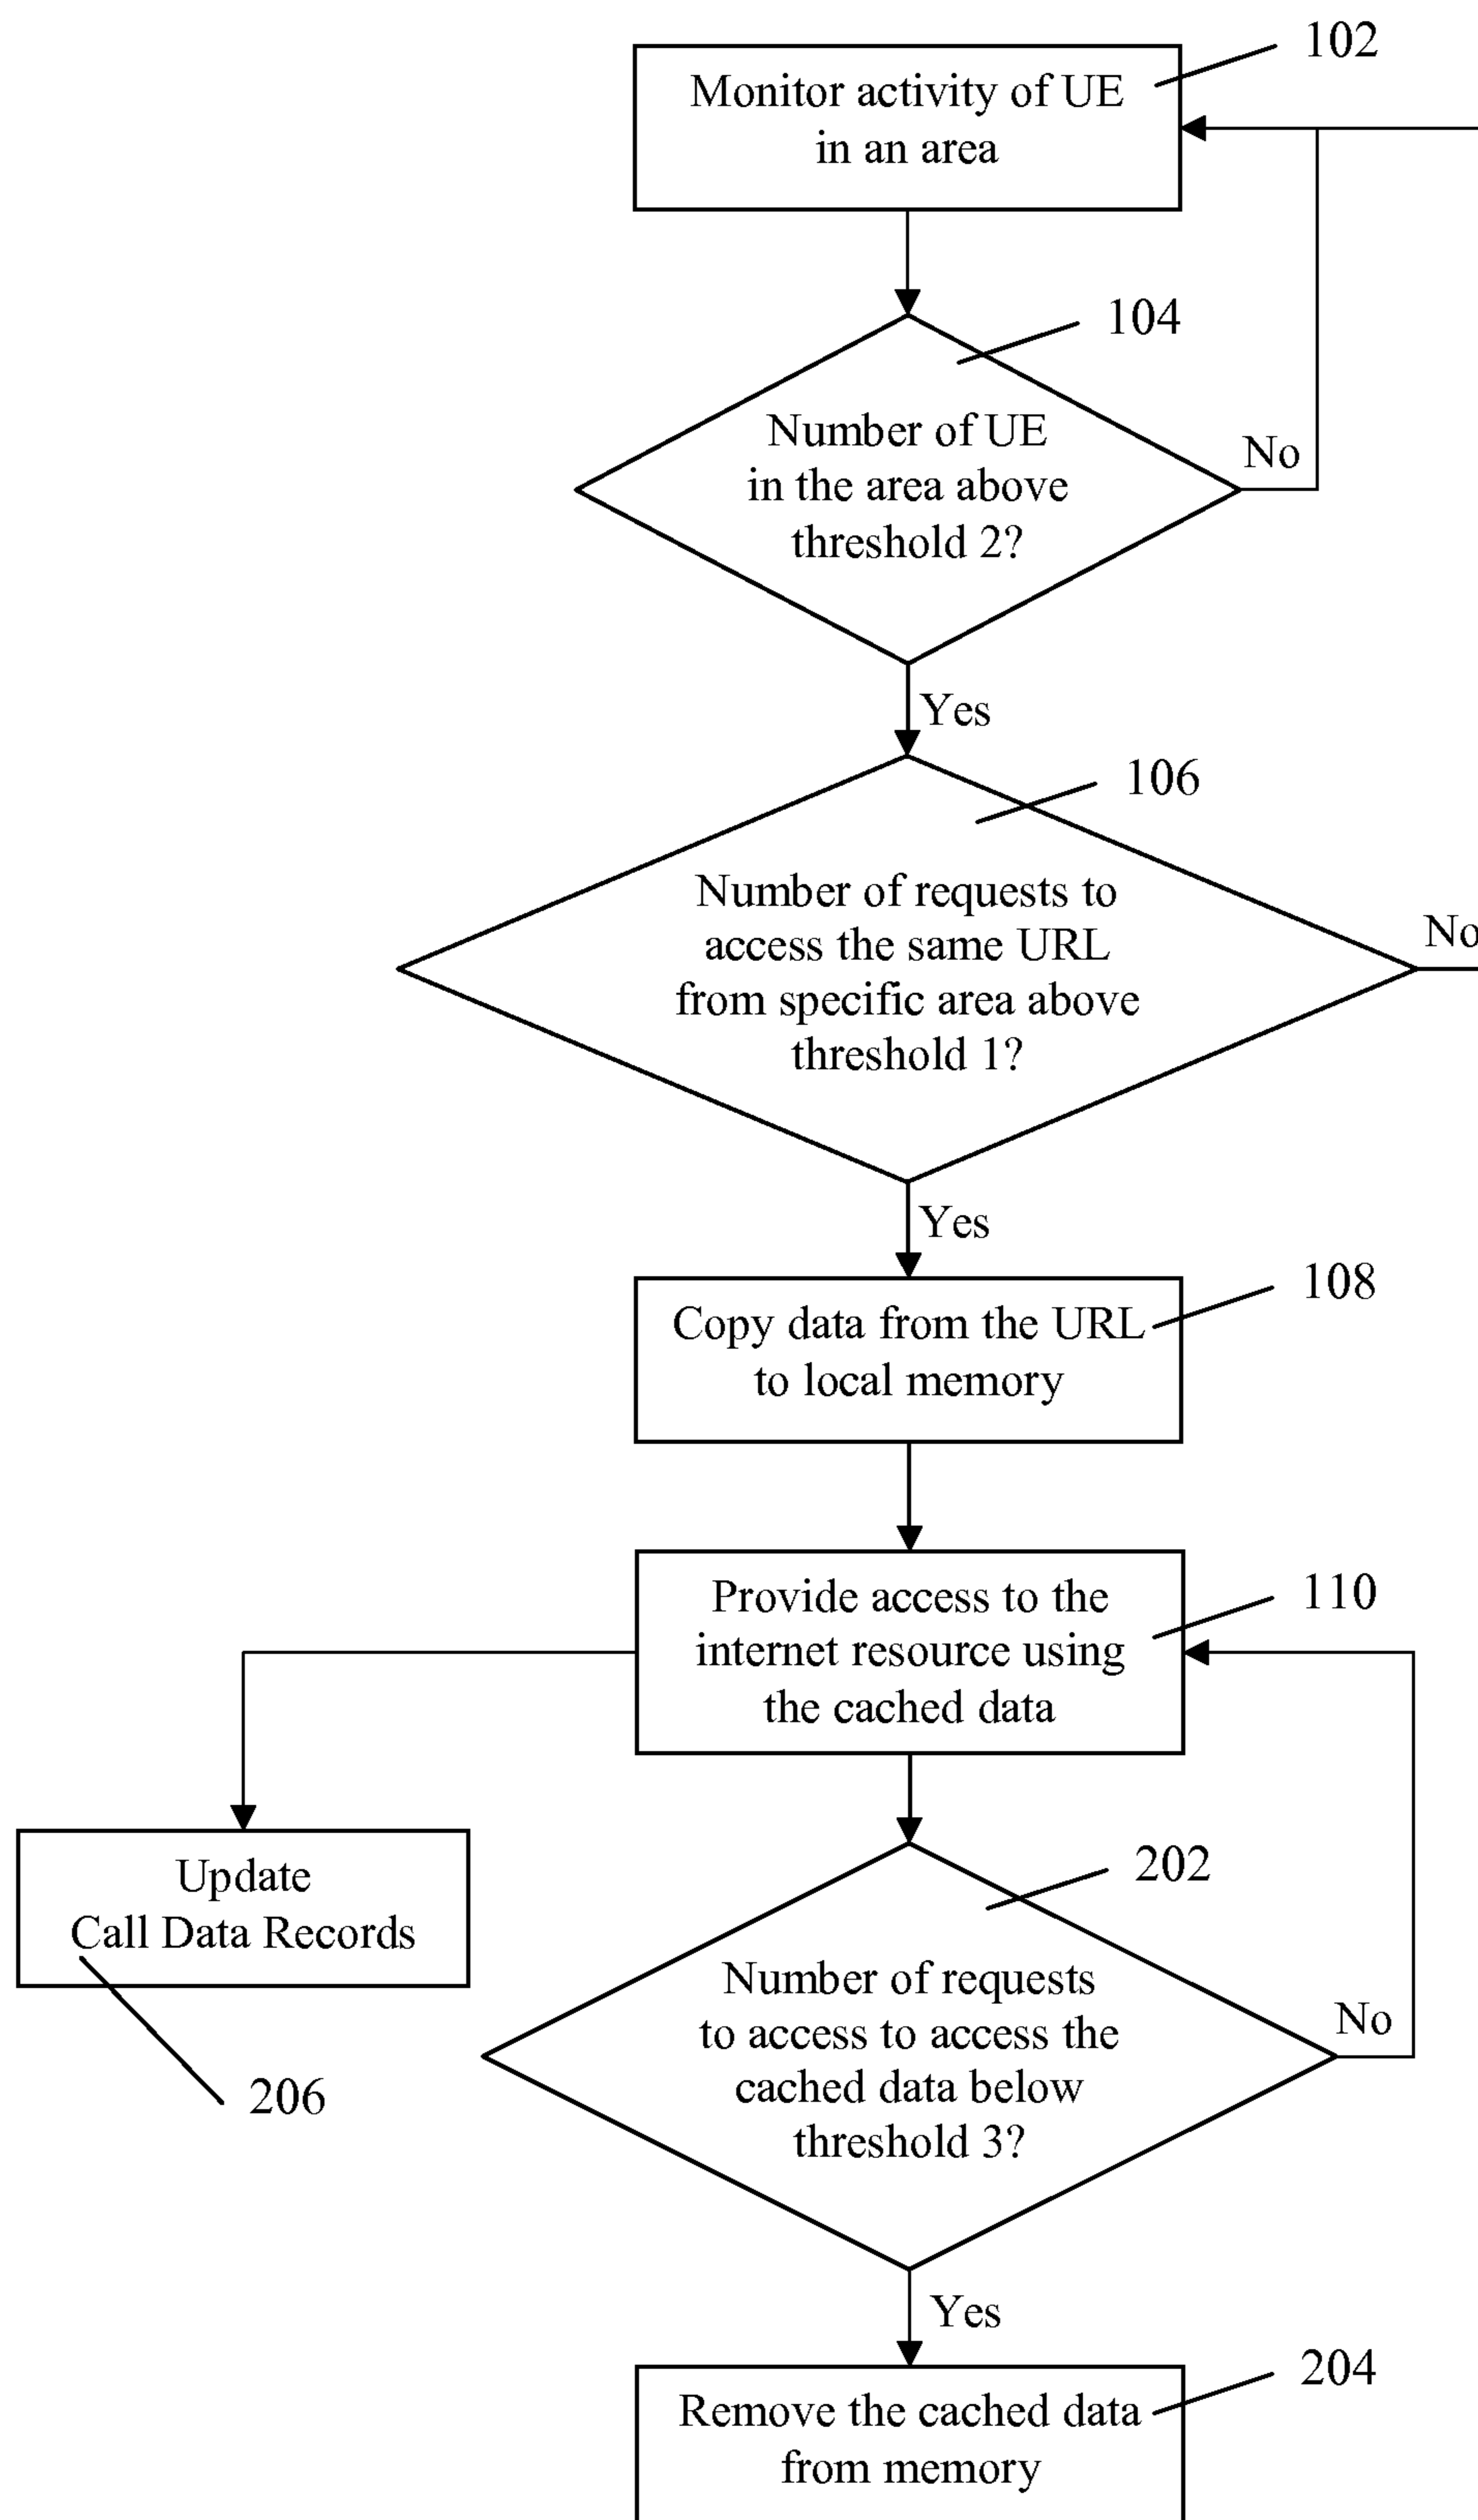 102
Monitor activity of UE
in an area
104
Number of UE
in the area above
threshold 2?
No
Yes
106
Number of requests to
access the same URL
from specific area above
threshold 1?
No
Yes
108
Copy data from the URL
to local memory
110
Provide access to the
internet resource using
the cached data
Update
Call Data Records
206
202
Number of requests
to access to access the
cached data below
threshold 3?
No
Yes
204
Remove the cached data
from memory